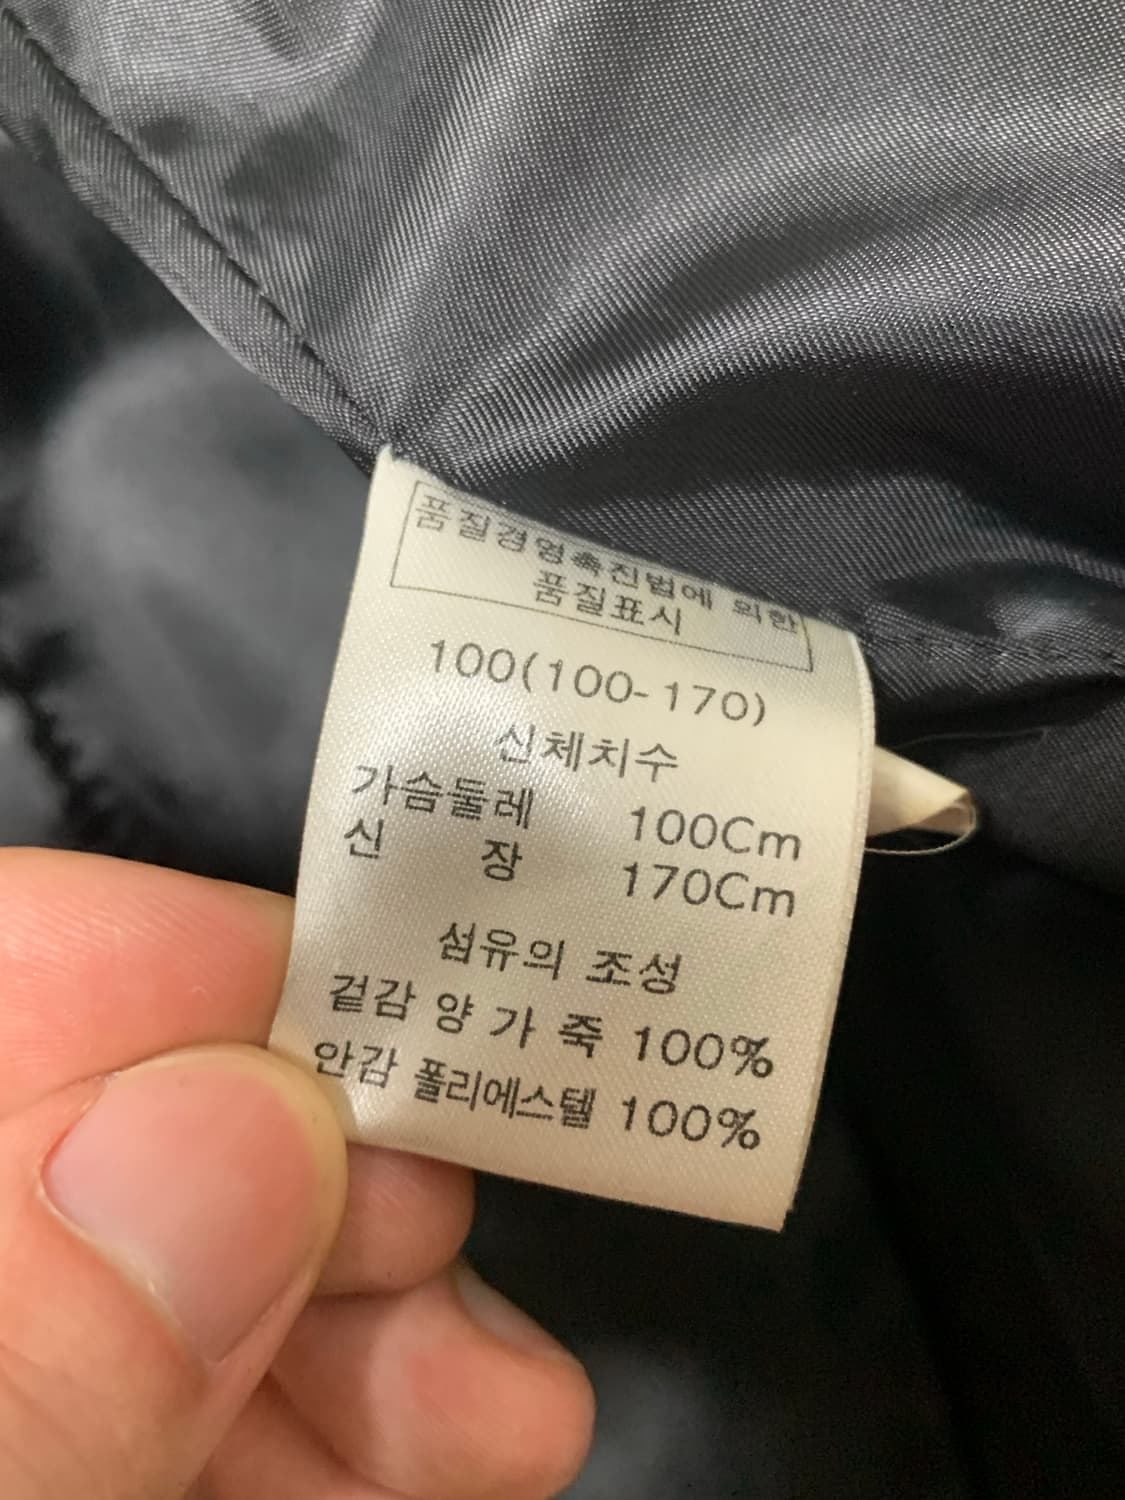 품질경영촉진법에 의한
품질표시
100(100-170)
신체치수
가슴둘레 100Cm
신 장 170Cm
섬유의 조성
겉감 양 가 죽 100%
안감 폴리에스텔 100%